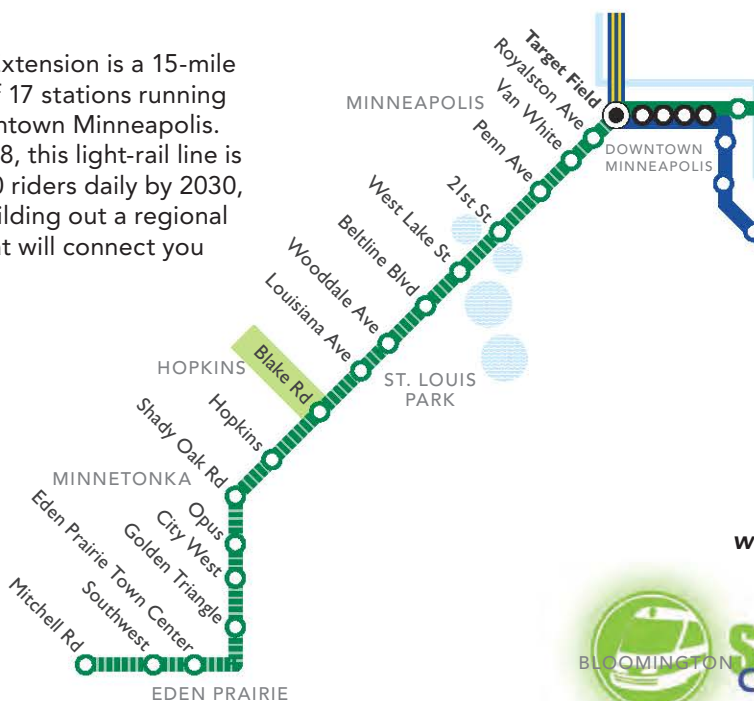 xtension is a 15-mile
17 stations running
ntown Minneapolis.
8, this light-rail line is
0 riders daily by 2030,
ilding out a regional
t will connect you
Target Field
Royalston Ave
Van White
Penn Ave
21st St
West Lake St
Beltline Blvd
Wooddale Ave
Louisiana Ave
Blake Rd
Hopkins
Shady Oak Rd
Opus
City West
Golden Triangle
Eden Prairie Town Center
Southwest
Mitchell Rd
MINNEAPOLIS
DOWNTOWN
MINNEAPOLIS
HOPKINS
ST. LOUIS
PARK
MINNETONKA
EDEN PRAIRIE
w
BLOOMINGTON
S